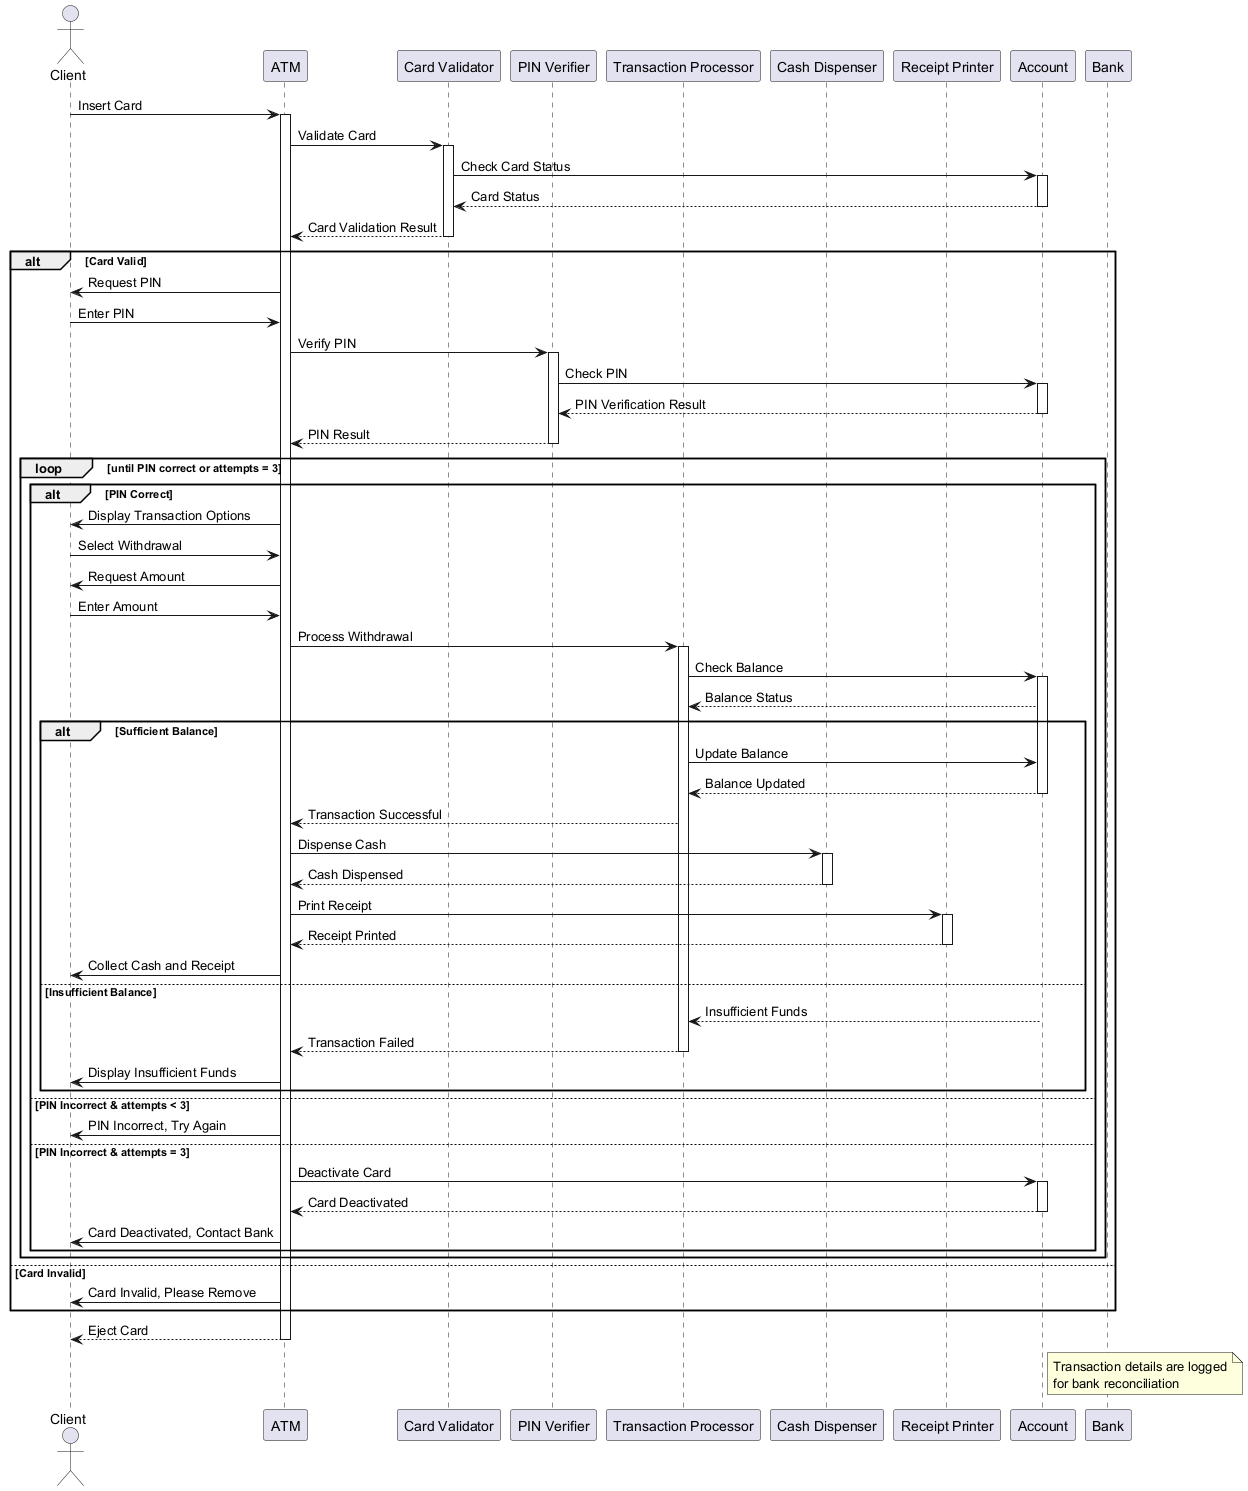 Client
ATM
Card Validator
PIN Verifier
Transaction Processor
Cash Dispenser
Receipt Printer
Account
Bank
Insert Card
Validate Card
Check Card Status
Card Status
Card Validation Result
alt [Card Valid]
Request PIN
Enter PIN
Verify PIN
Check PIN
PIN Verification Result
PIN Result
loop [until PIN correct or attempts = 3]
alt [PIN Correct]
Display Transaction Options
Select Withdrawal
Request Amount
Enter Amount
Process Withdrawal
Check Balance
Balance Status
alt [Sufficient Balance]
Update Balance
Balance Updated
Transaction Successful
Dispense Cash
Cash Dispensed
Print Receipt
Receipt Printed
Collect Cash and Receipt
[Insufficient Balance]
Insufficient Funds
Transaction Failed
Display Insufficient Funds
[PIN Incorrect & attempts < 3]
PIN Incorrect, Try Again
[PIN Incorrect & attempts = 3]
Deactivate Card
Card Deactivated
Card Deactivated, Contact Bank
[Card Invalid]
Card Invalid, Please Remove
Eject Card
Transaction details are logged
for bank reconciliation
Client
ATM
Card Validator
PIN Verifier
Transaction Processor
Cash Dispenser
Receipt Printer
Account
Bank